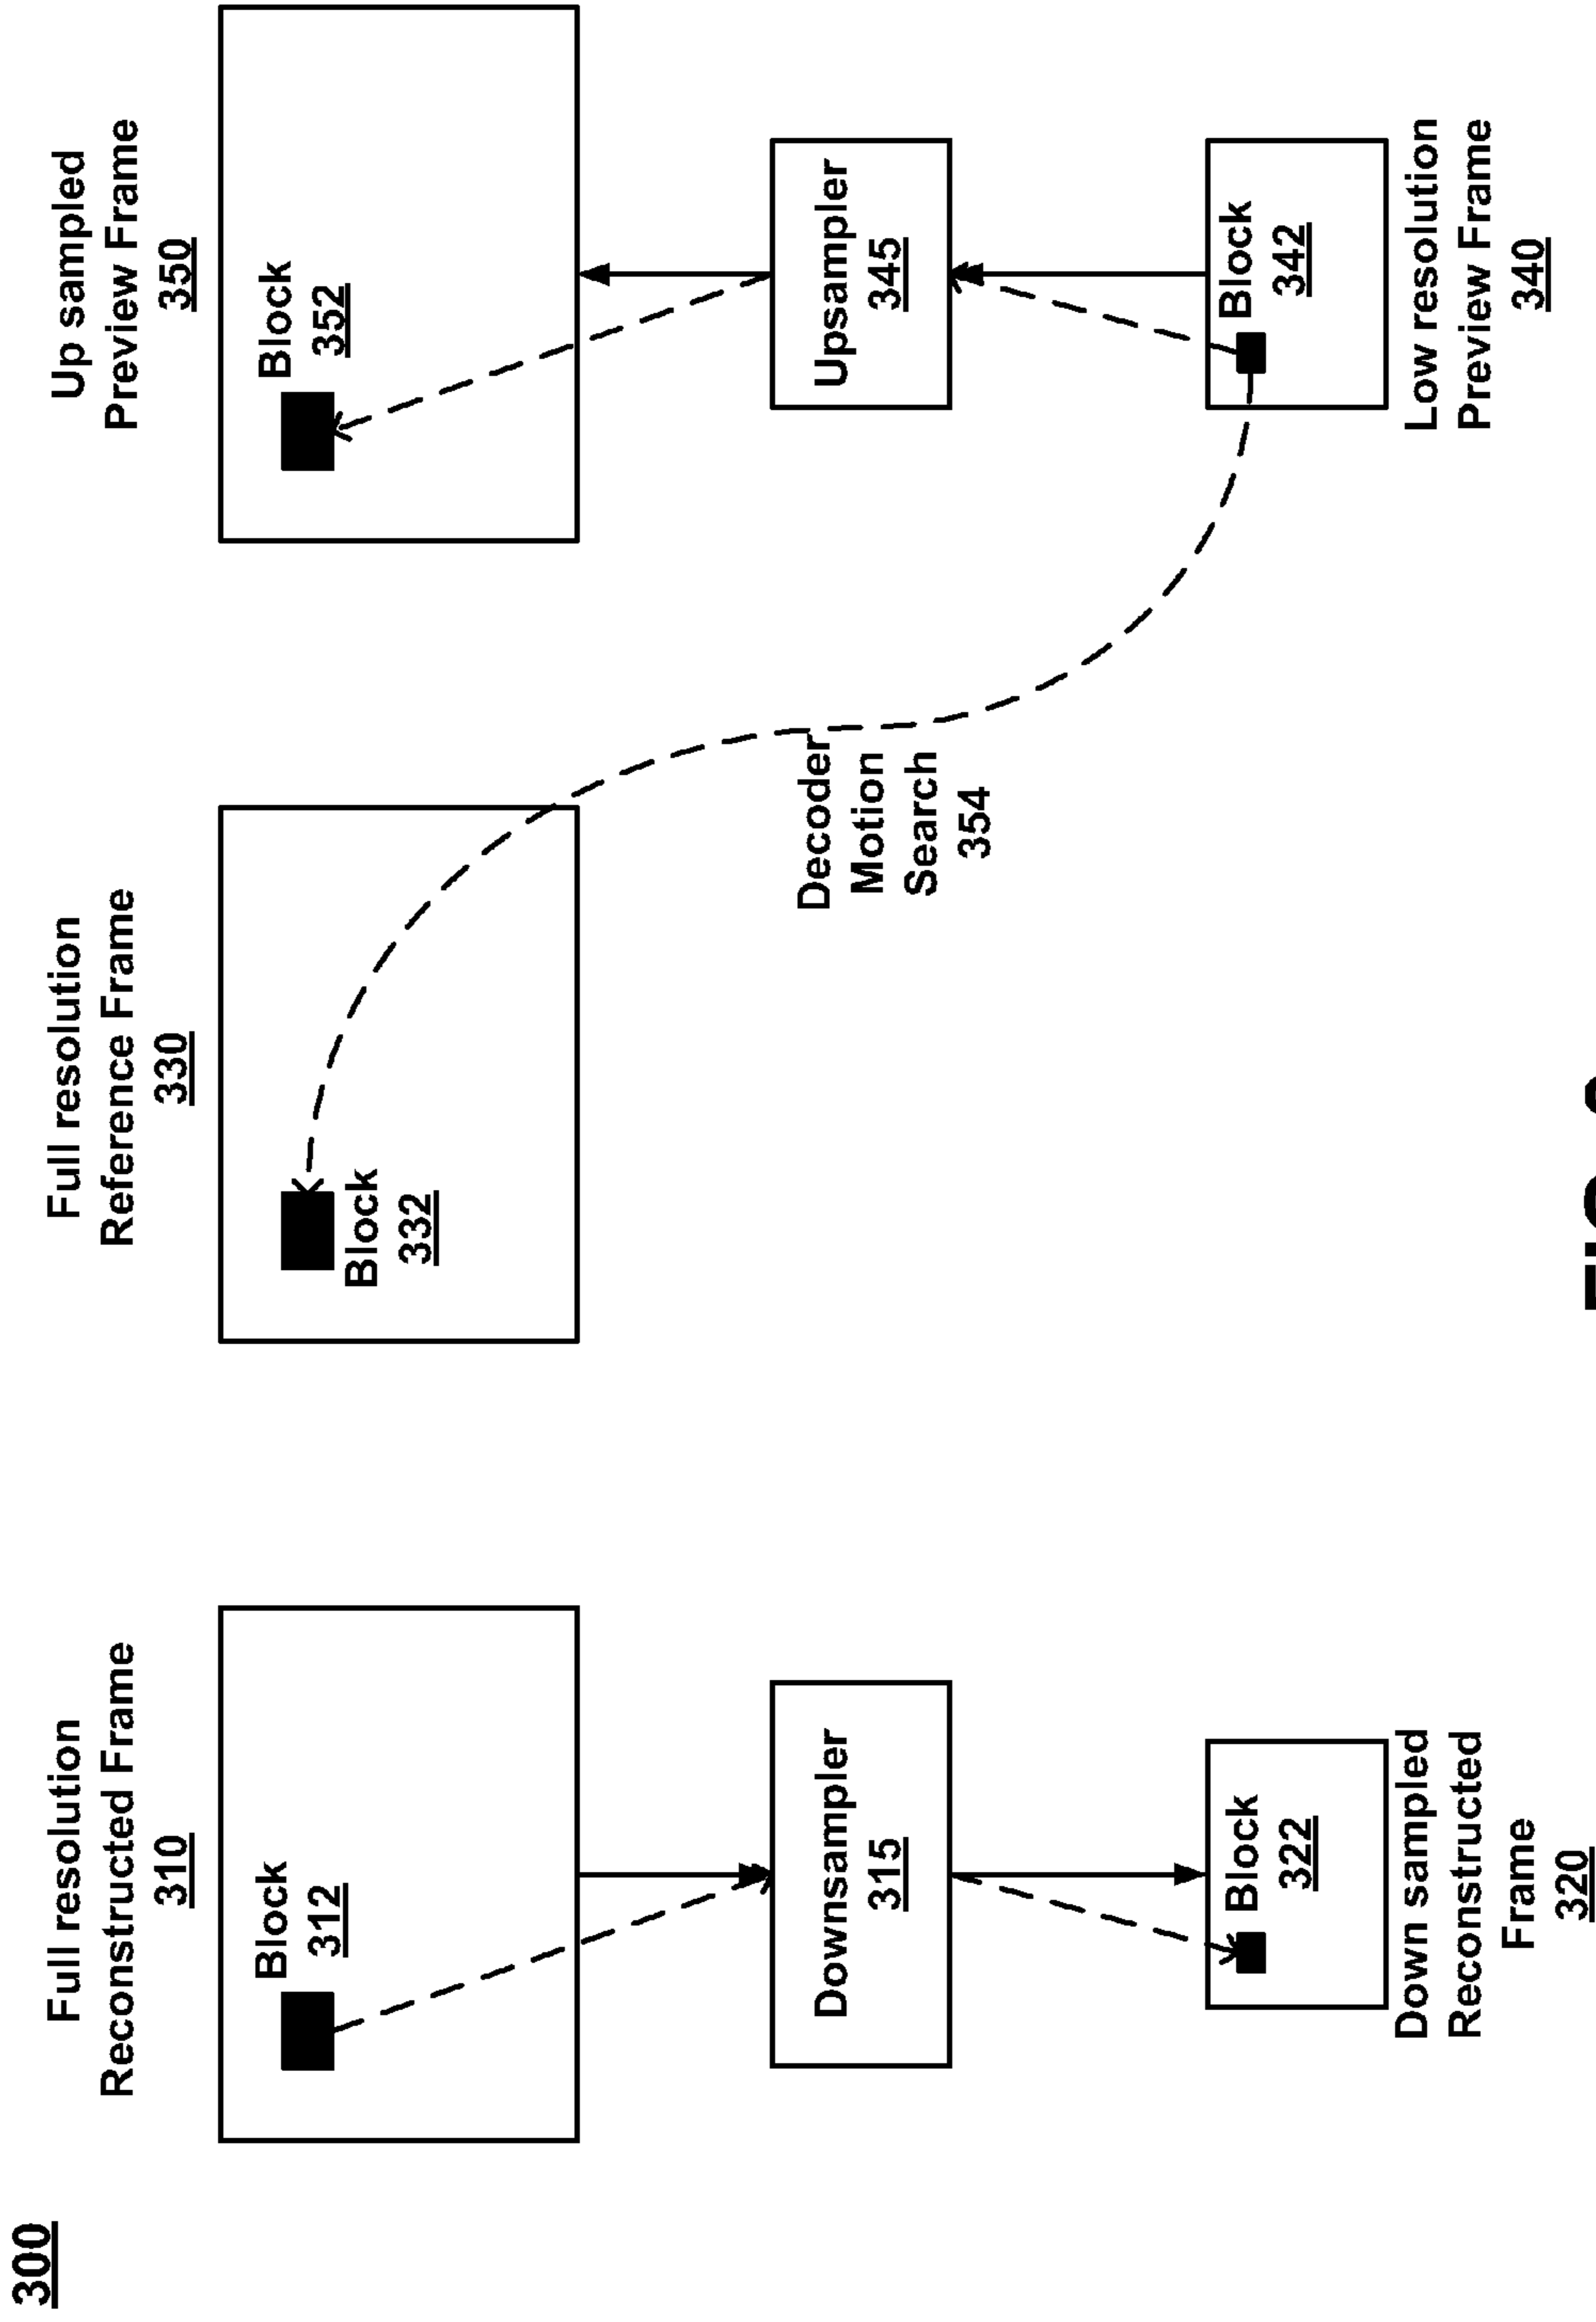 300
Full resolution
Reconstructed Frame
310
Block
312
Downsampler
315
Block
322
Down sampled
Reconstructed
Frame
320
Full resolution
Reference Frame
330
Block
332
Decoder
Motion
Search
354
Up sampled
Preview Frame
350
Block
352
Upsampler
345
Block
342
Low resolution
Preview Frame
340